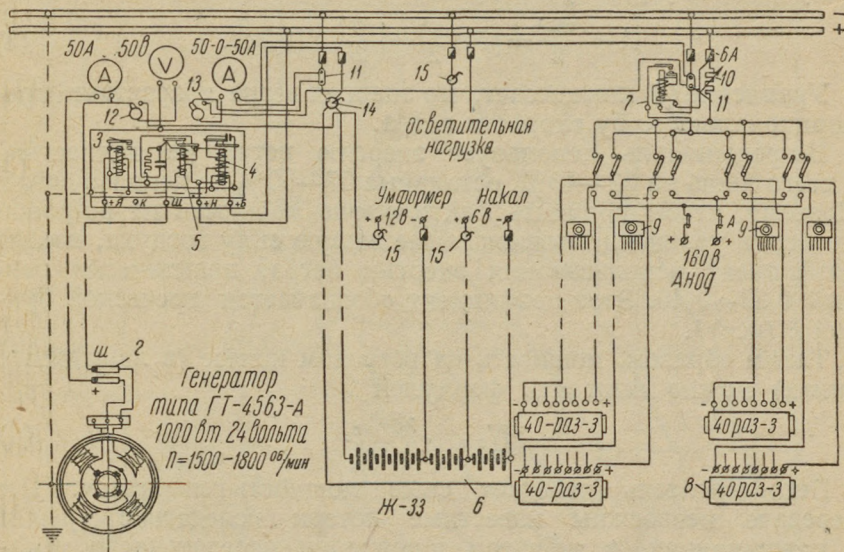 –
+
50А 50В 50-0-50А
А V А
12 13 11 14 15 7 6А 10 11
осветительная
нагрузка
3 4 5
+Я К Ш +Н +Б
Умформер
+ 12в -
15
Накал
+ 6в -
15
9 А 9
+ -
160в
Анод
Ш 2
+
Генератор
типа ГТ-4563-А
1000 вт 24 вольта
n=1500-1800 об/мин
Ж-33
6
- +
40-раз-3
- +
40раз-3
- +
40-раз-3
- +
8 40раз-3